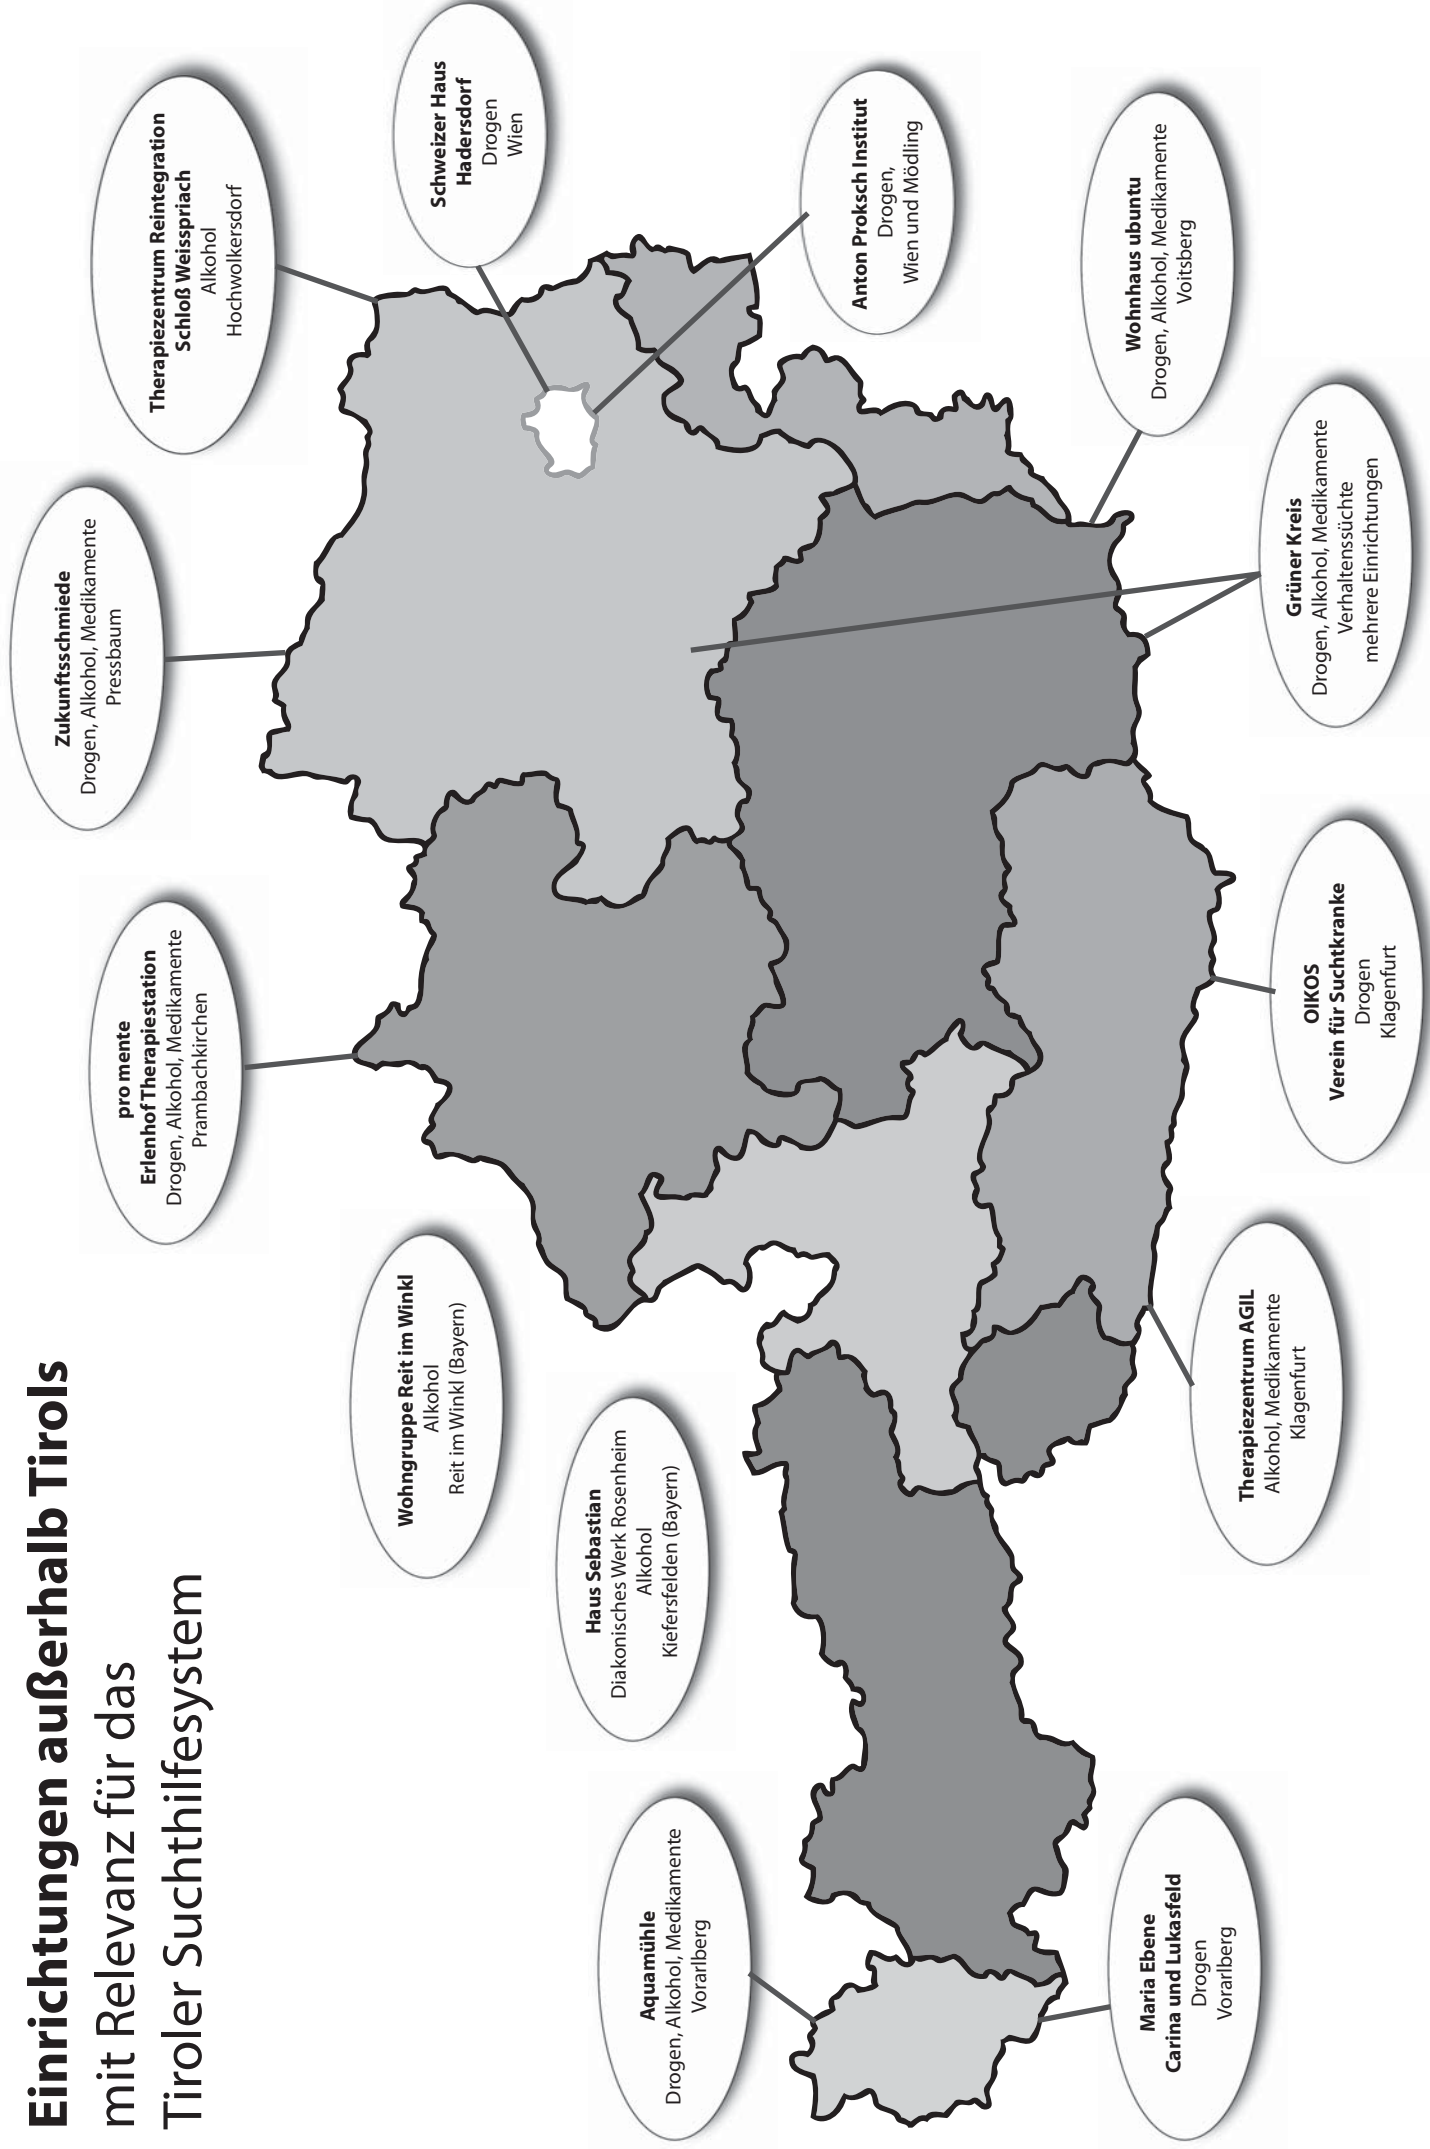 Einrichtungen außerhalb Tirols
mit Relevanz für das
Tiroler Suchthilfesystem
Zukunftsschmiede
Drogen, Alkohol, Medikamente
Pressbaum
Therapiezentrum Reintegration
Schloß Weisspriach
Alkohol
Hochwolkersdorf
pro mente
Erlenhof Therapiestation
Drogen, Alkohol, Medikamente
Prambachkirchen
Schweizer Haus
Hadersdorf
Drogen
Wien
Wohngruppe Reit im Winkl
Alkohol
Reit im Winkl (Bayern)
Haus Sebastian
Diakonisches Werk Rosenheim
Alkohol
Kiefersfelden (Bayern)
Anton Proksch Institut
Drogen,
Wien und Mödling
Aquamühle
Drogen, Alkohol, Medikamente
Vorarlberg
Wohnhaus ubuntu
Drogen, Alkohol, Medikamente
Voitsberg
Maria Ebene
Carina und Lukasfeld
Drogen
Vorarlberg
Therapiezentrum AGIL
Alkohol, Medikamente
Klagenfurt
OIKOS
Verein für Suchtkranke
Drogen
Klagenfurt
Grüner Kreis
Drogen, Alkohol, Medikamente
Verhaltenssüchte
mehrere Einrichtungen